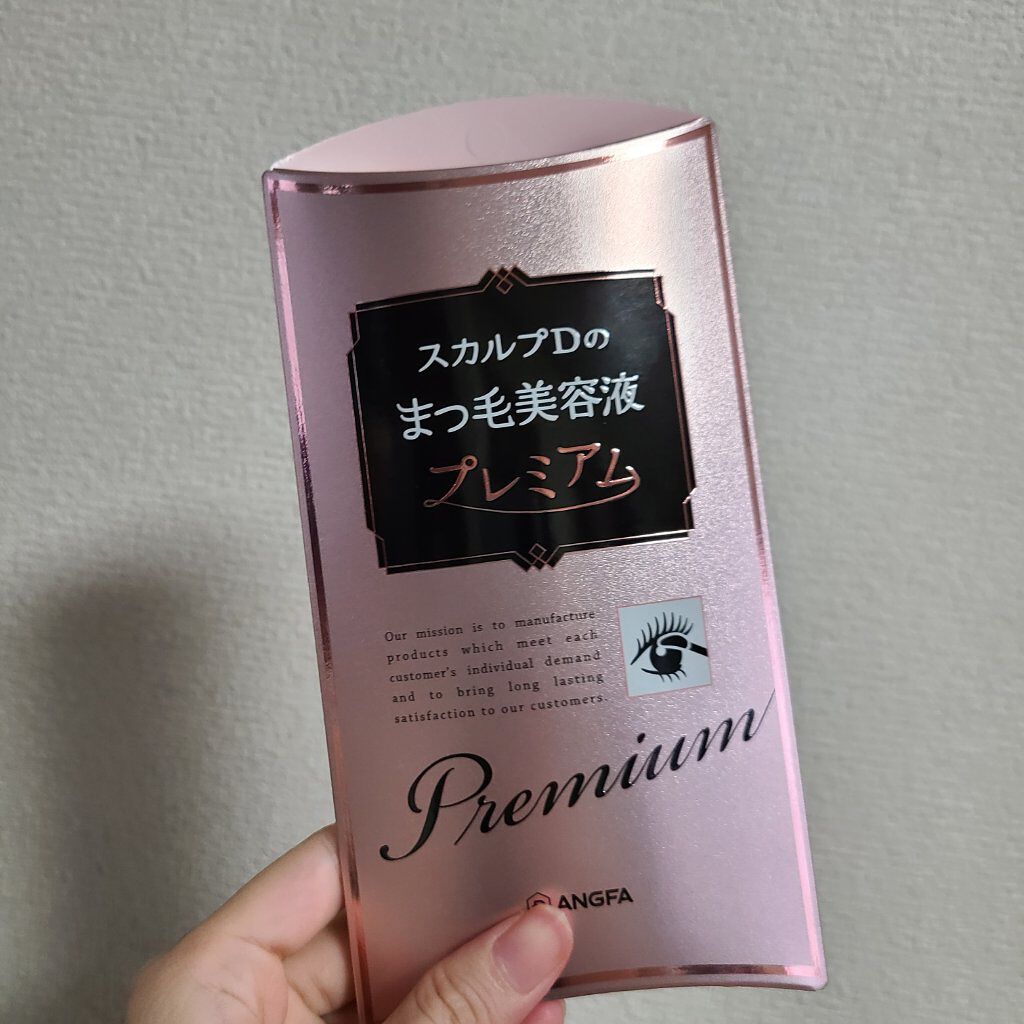 スカルプDの
まつ毛美容液
プレミアム
Our mission is to manufacture
products which meet each
customer's individual demand
and to bring long lasting
satisfaction to our customers.
Premium
ANGFA